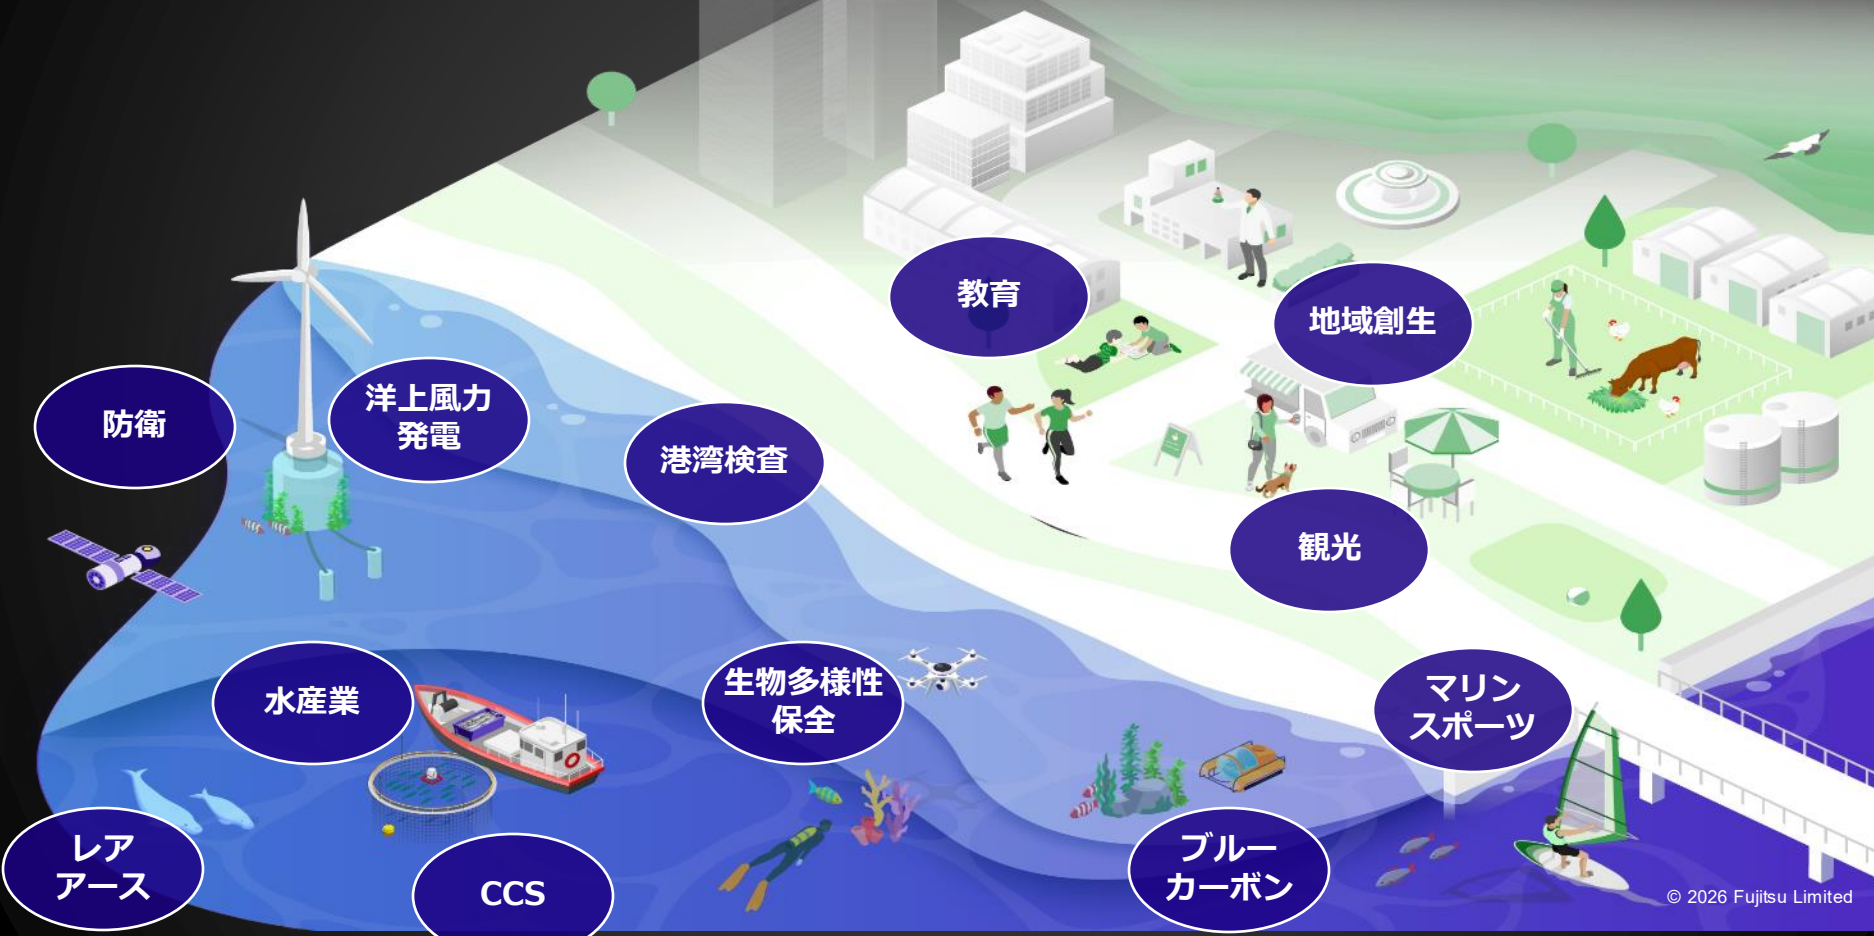 教育
地域創生
防衛
洋上風力
発電
港湾検査
観光
水産業
生物多様性
保全
マリン
スポーツ
レア
アース
CCS
ブルー
カーボン
© 2026 Fujitsu Limited